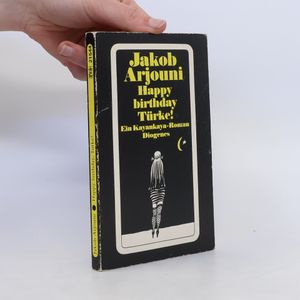 Jakob
Arjouni
Happy
birthday
Türke!
Ein Kayankaya-Roman
Diogenes